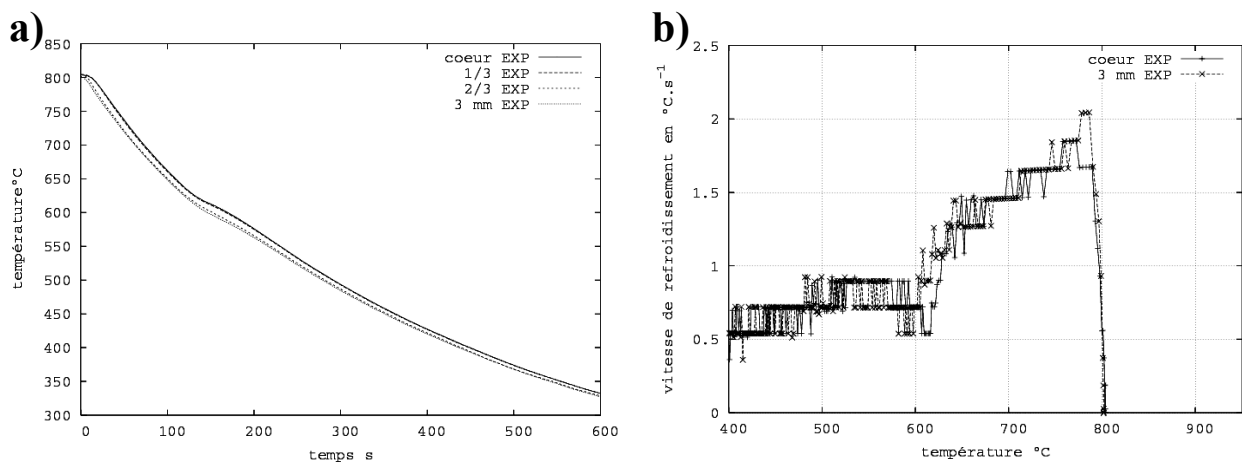 a)
850
800
750
700
650
600
550
500
450
400
350
300
0
100
200
300
400
500
600
température°C
temps s
coeur EXP
1/3 EXP
2/3 EXP
3 mm EXP
b)
2.5
2
1.5
1
0.5
0
400
500
600
700
800
900
vitesse de refroidissement en °C.s⁻¹
température °C
coeur EXP
3 mm EXP